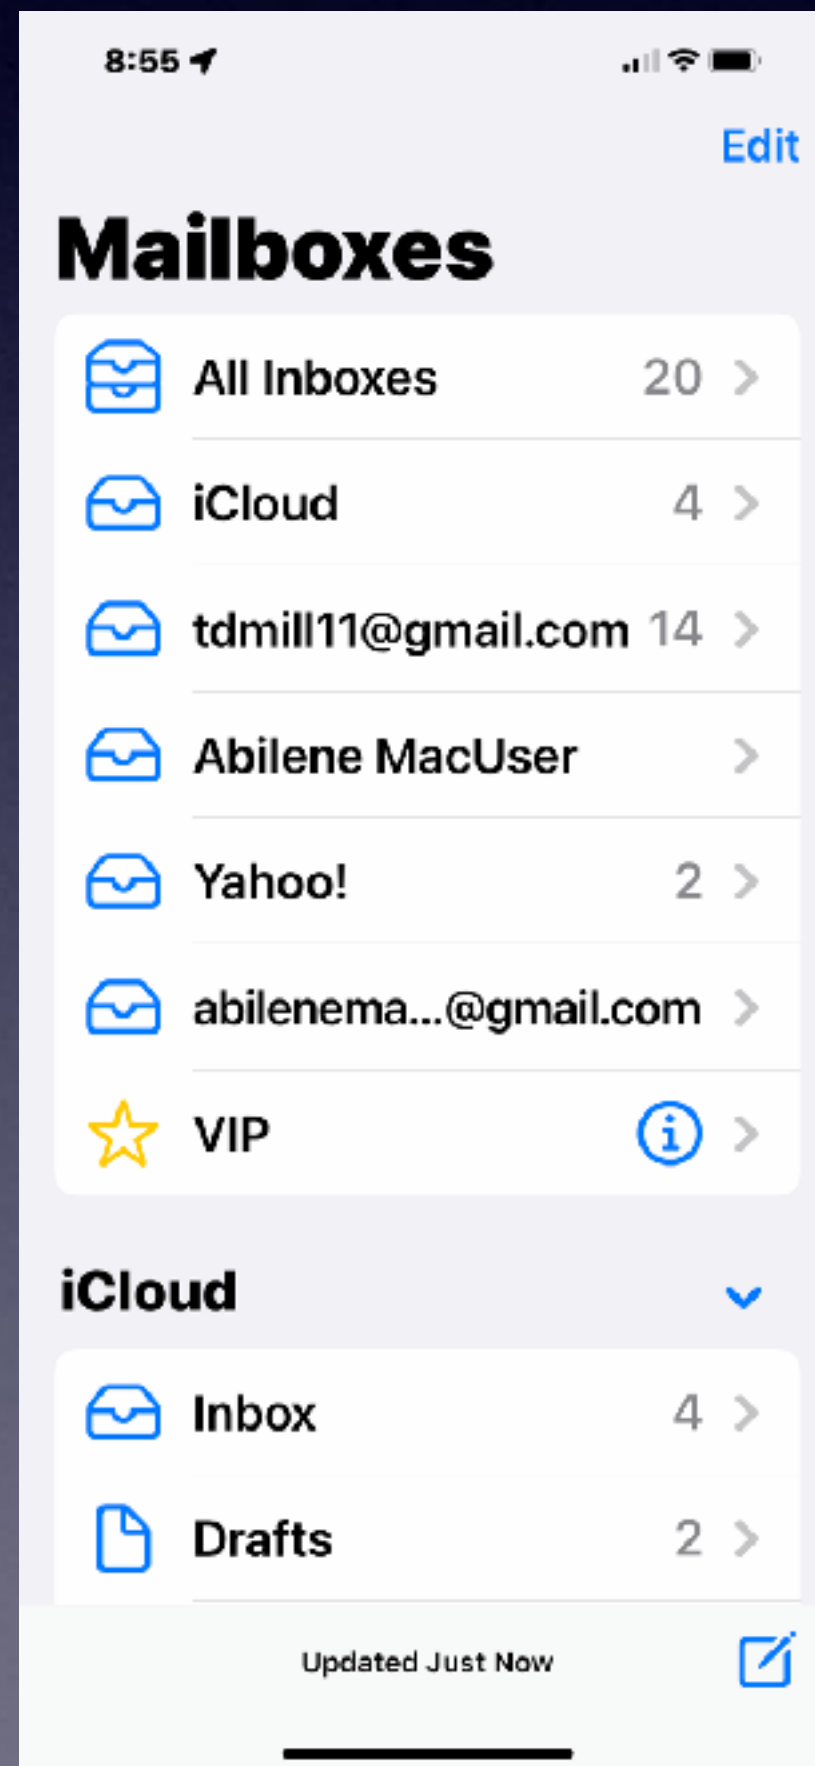 8:55
Edit
Mailboxes
All Inboxes 20
iCloud 4
tdmill11@gmail.com 14
Abilene MacUser
Yahoo! 2
abilenema...@gmail.com
VIP
iCloud
Inbox 4
Drafts 2
Updated Just Now